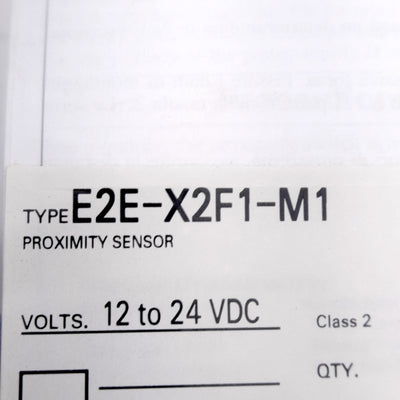 TYPE E2E-X2F1-M1
PROXIMITY SENSOR
VOLTS. 12 to 24 VDC
Class 2
QTY.